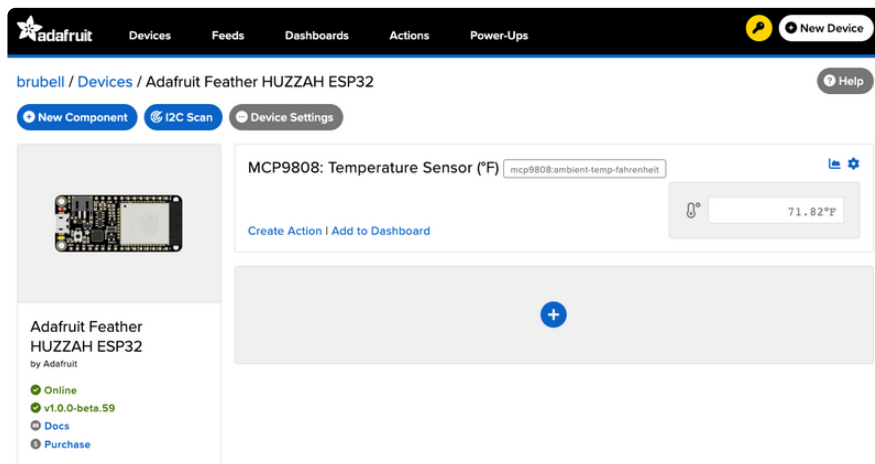 adafruit Devices Feeds Dashboards Actions Power-Ups New Device
brubell / Devices / Adafruit Feather HUZZAH ESP32 Help
New Component I2C Scan Device Settings
MCP9808: Temperature Sensor (°F) mcp9808:ambient-temp-fahrenheit
71.82°F
Create Action | Add to Dashboard
Adafruit Feather
HUZZAH ESP32
by Adafruit
Online
v1.0.0-beta.59
Docs
Purchase